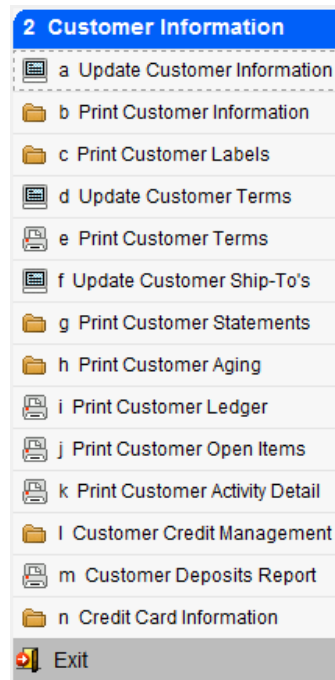 2 Customer Information
a Update Customer Information
b Print Customer Information
c Print Customer Labels
d Update Customer Terms
e Print Customer Terms
f Update Customer Ship-To's
g Print Customer Statements
h Print Customer Aging
i Print Customer Ledger
j Print Customer Open Items
k Print Customer Activity Detail
l Customer Credit Management
m Customer Deposits Report
n Credit Card Information
Exit